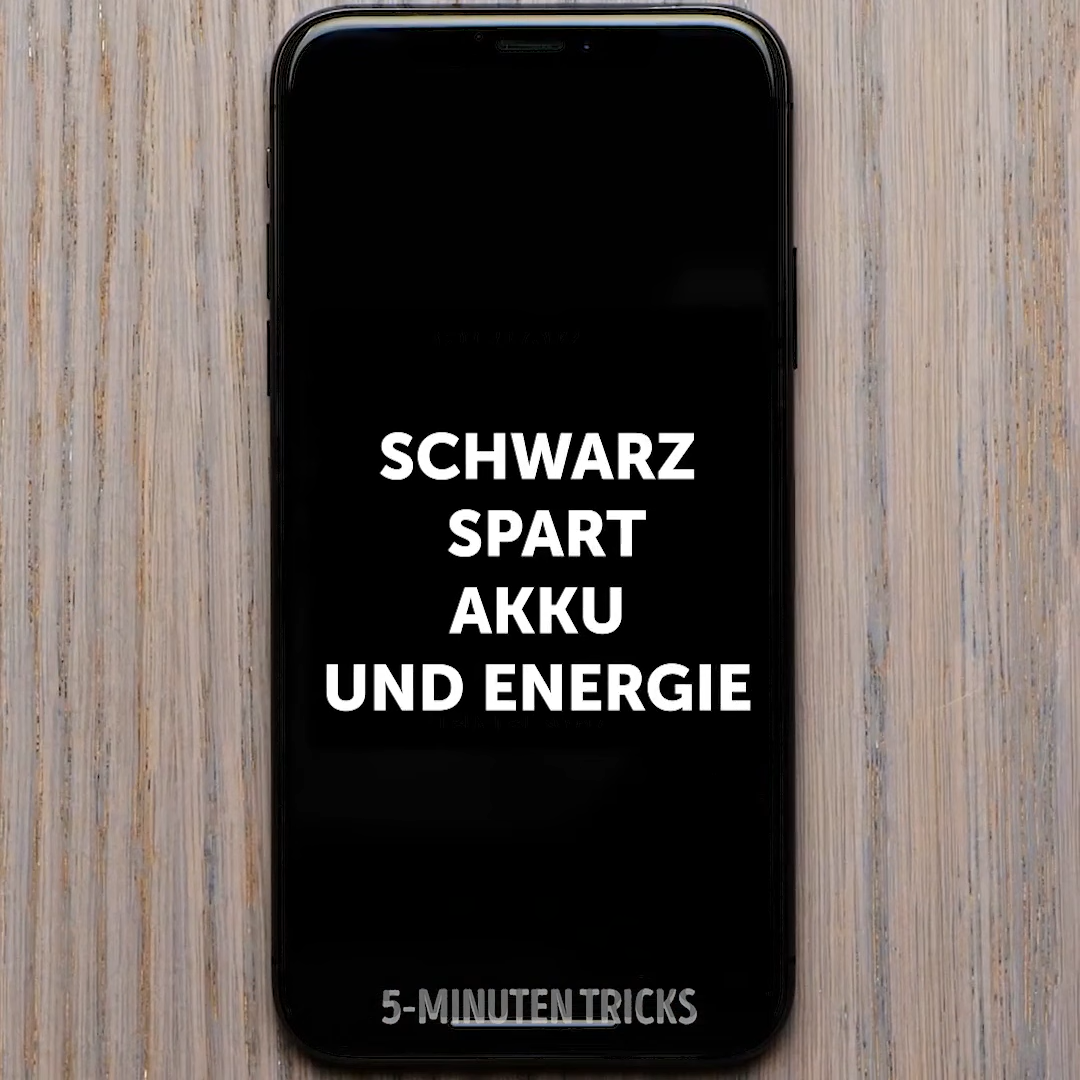 SCHWARZ
SPART
AKKU
UND ENERGIE
5-MINUTEN TRICKS